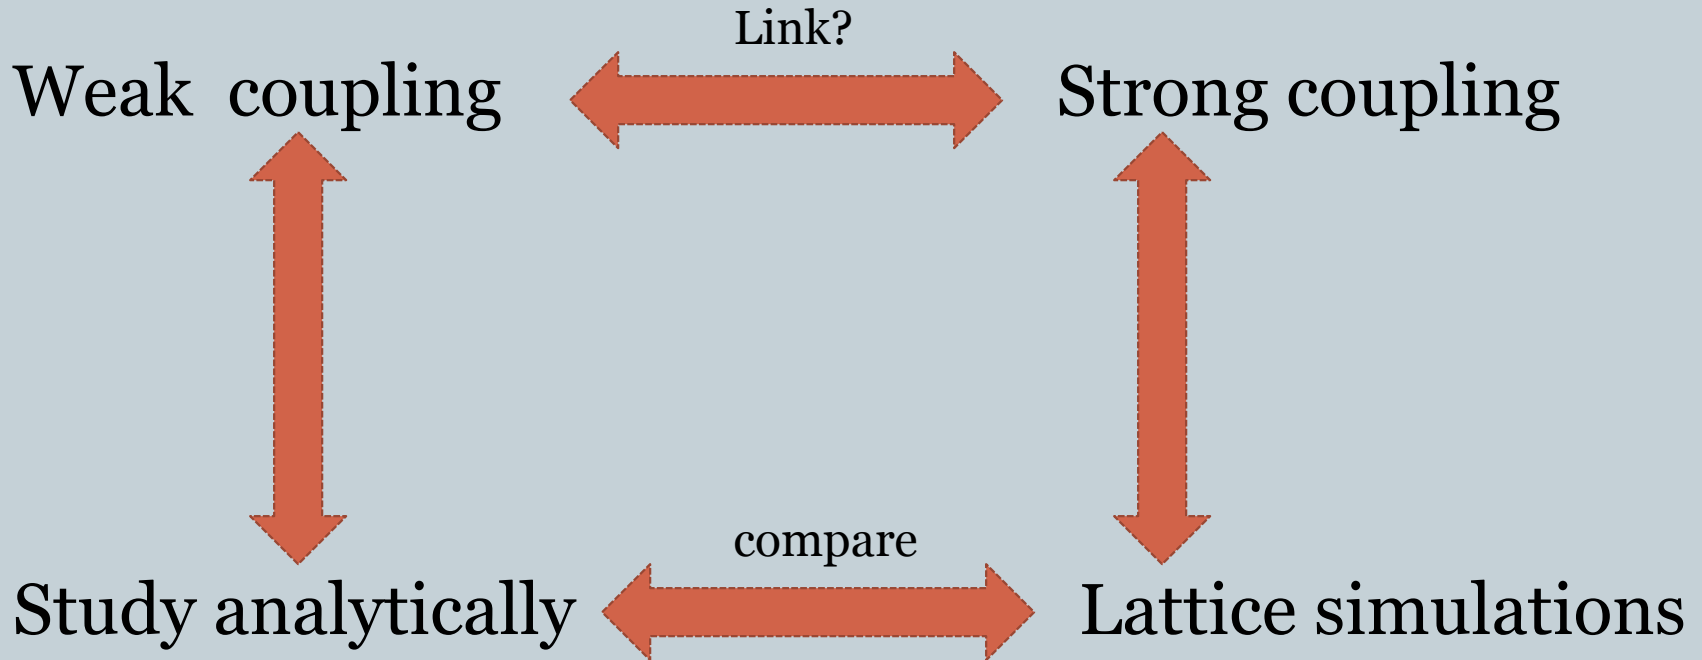 Link?
Weak coupling
Strong coupling
compare
Study analytically
Lattice simulations